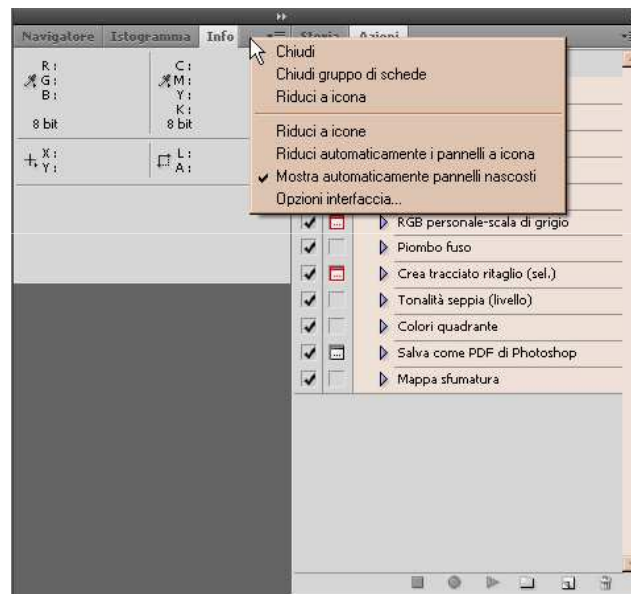 Navigatore Istogramma Info
Storia Azioni
R:
G:
B:
8 bit
C:
M:
Y:
K:
8 bit
X:
Y:
L:
A:
Chiudi
Chiudi gruppo di schede
Riduci a icona
Riduci a icone
Riduci automaticamente i pannelli a icona
Mostra automaticamente pannelli nascosti
Opzioni interfaccia...
RGB personale-scala di grigio
Piombo fuso
Crea tracciato ritaglio (sel.)
Tonalità seppia (livello)
Colori quadrante
Salva come PDF di Photoshop
Mappa sfumatura